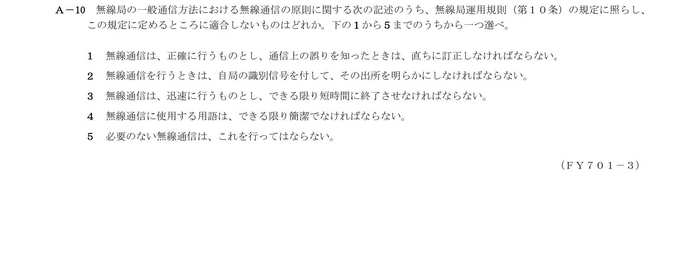 A－10 無線局の一般通信方法における無線通信の原則に関する次の記述のうち、無線局運用規則（第１０条）の規定に照らし、
この規定に定めるところに適合しないものはどれか。下の１から５までのうちから一つ選べ。
1 無線通信は、正確に行うものとし、通信上の誤りを知ったときは、直ちに訂正しなければならない。
2 無線通信を行うときは、自局の識別信号を付して、その出所を明らかにしなければならない。
3 無線通信は、迅速に行うものとし、できる限り短時間に終了させなければならない。
4 無線通信に使用する用語は、できる限り簡潔でなければならない。
5 必要のない無線通信は、これを行ってはならない。
（ＦＹ７０１－３）